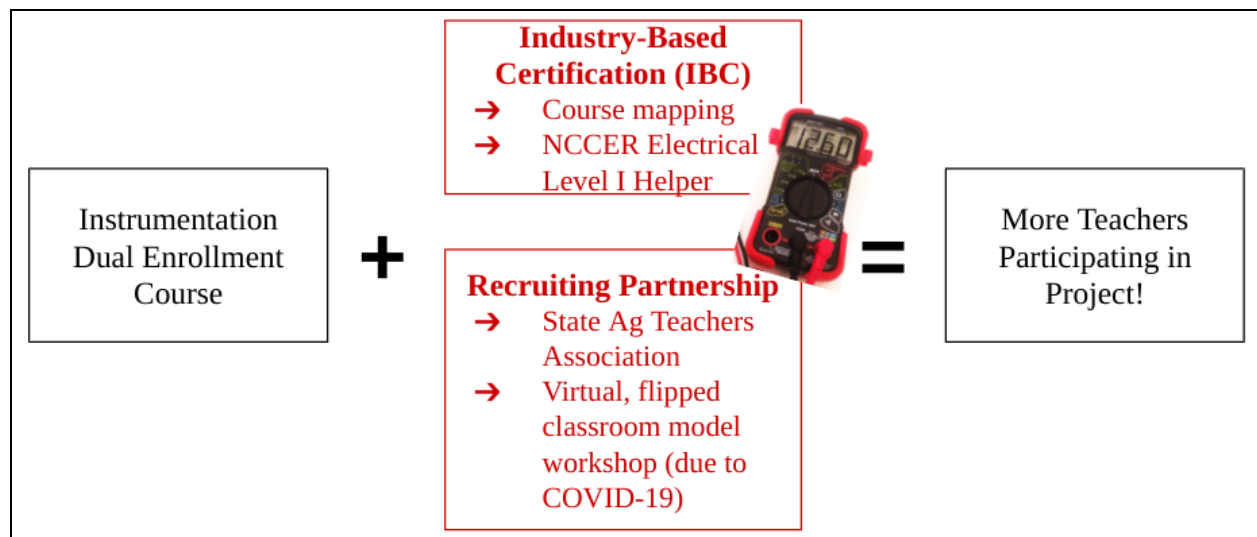 Instrumentation
Dual Enrollment
Course
+
Industry-Based
Certification (IBC)
➔ Course mapping
➔ NCCER Electrical
Level I Helper
1260
Recruiting Partnership
➔ State Ag Teachers
Association
➔ Virtual, flipped
classroom model
workshop (due to
COVID-19)
=
More Teachers
Participating in
Project!